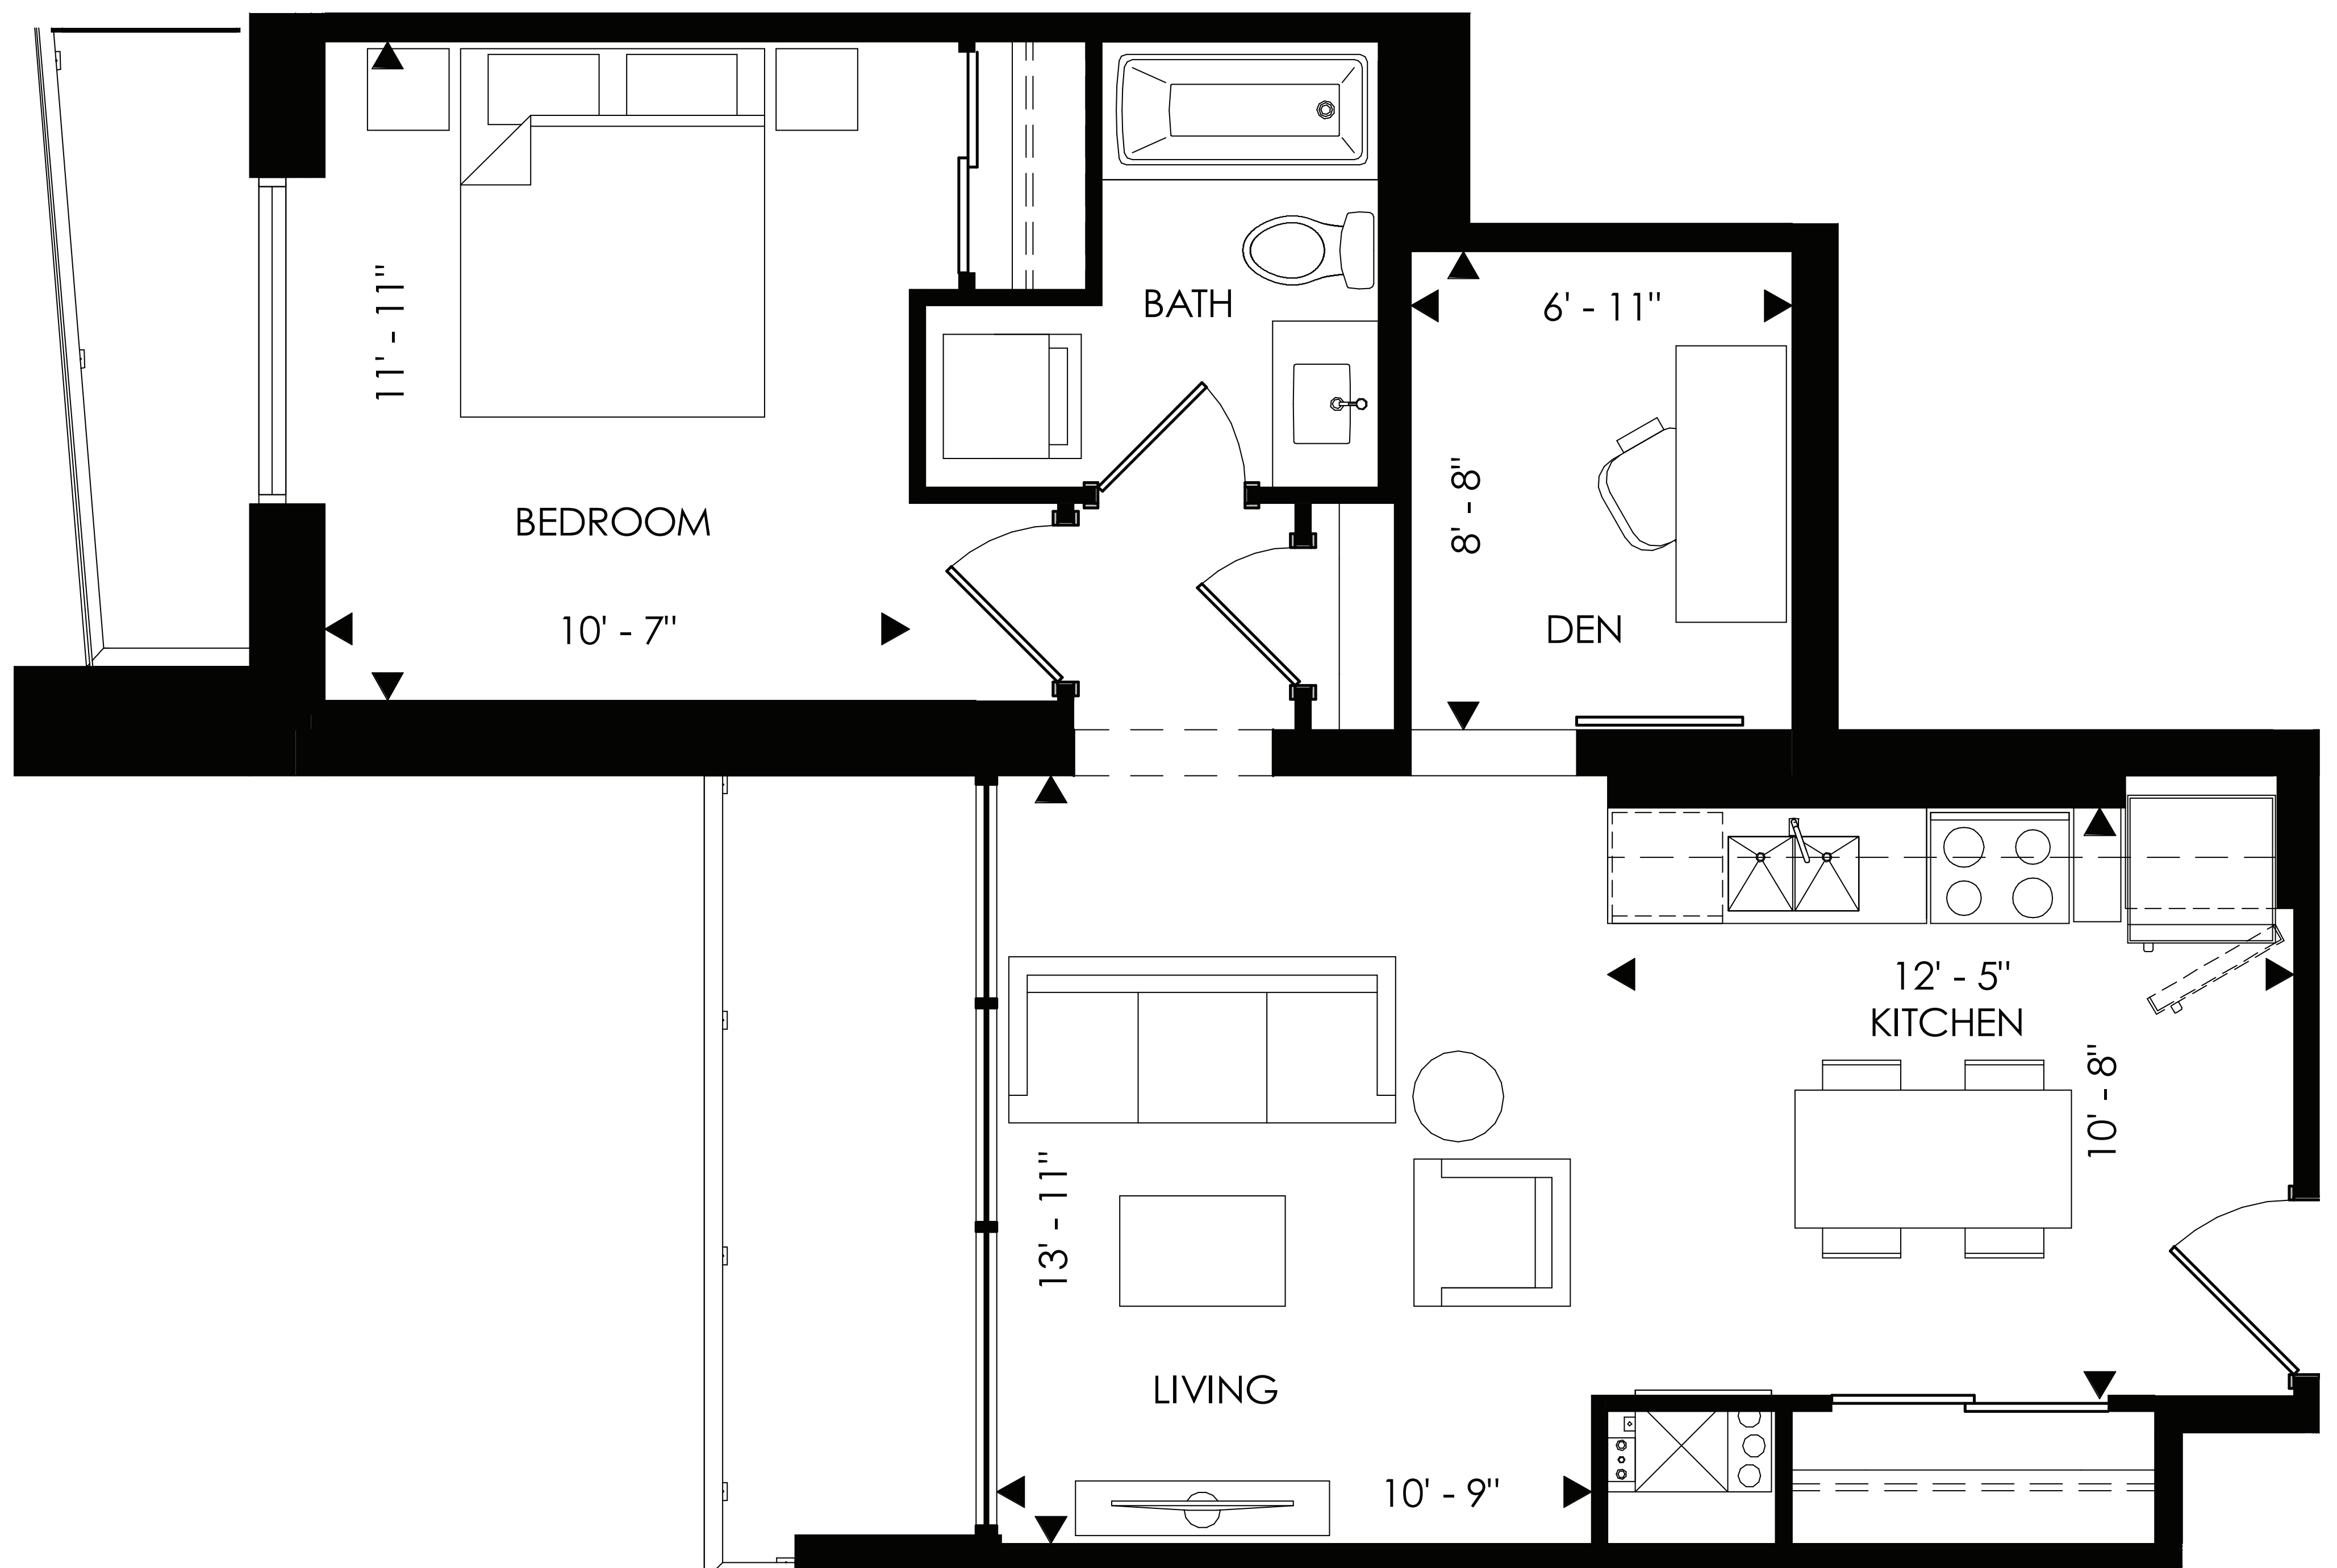 BATH
6' - 11"
11' - 11"
8' - 8"
BEDROOM
10' - 7"
DEN
12' - 5"
KITCHEN
10' - 8"
13' - 11"
LIVING
10' - 9"